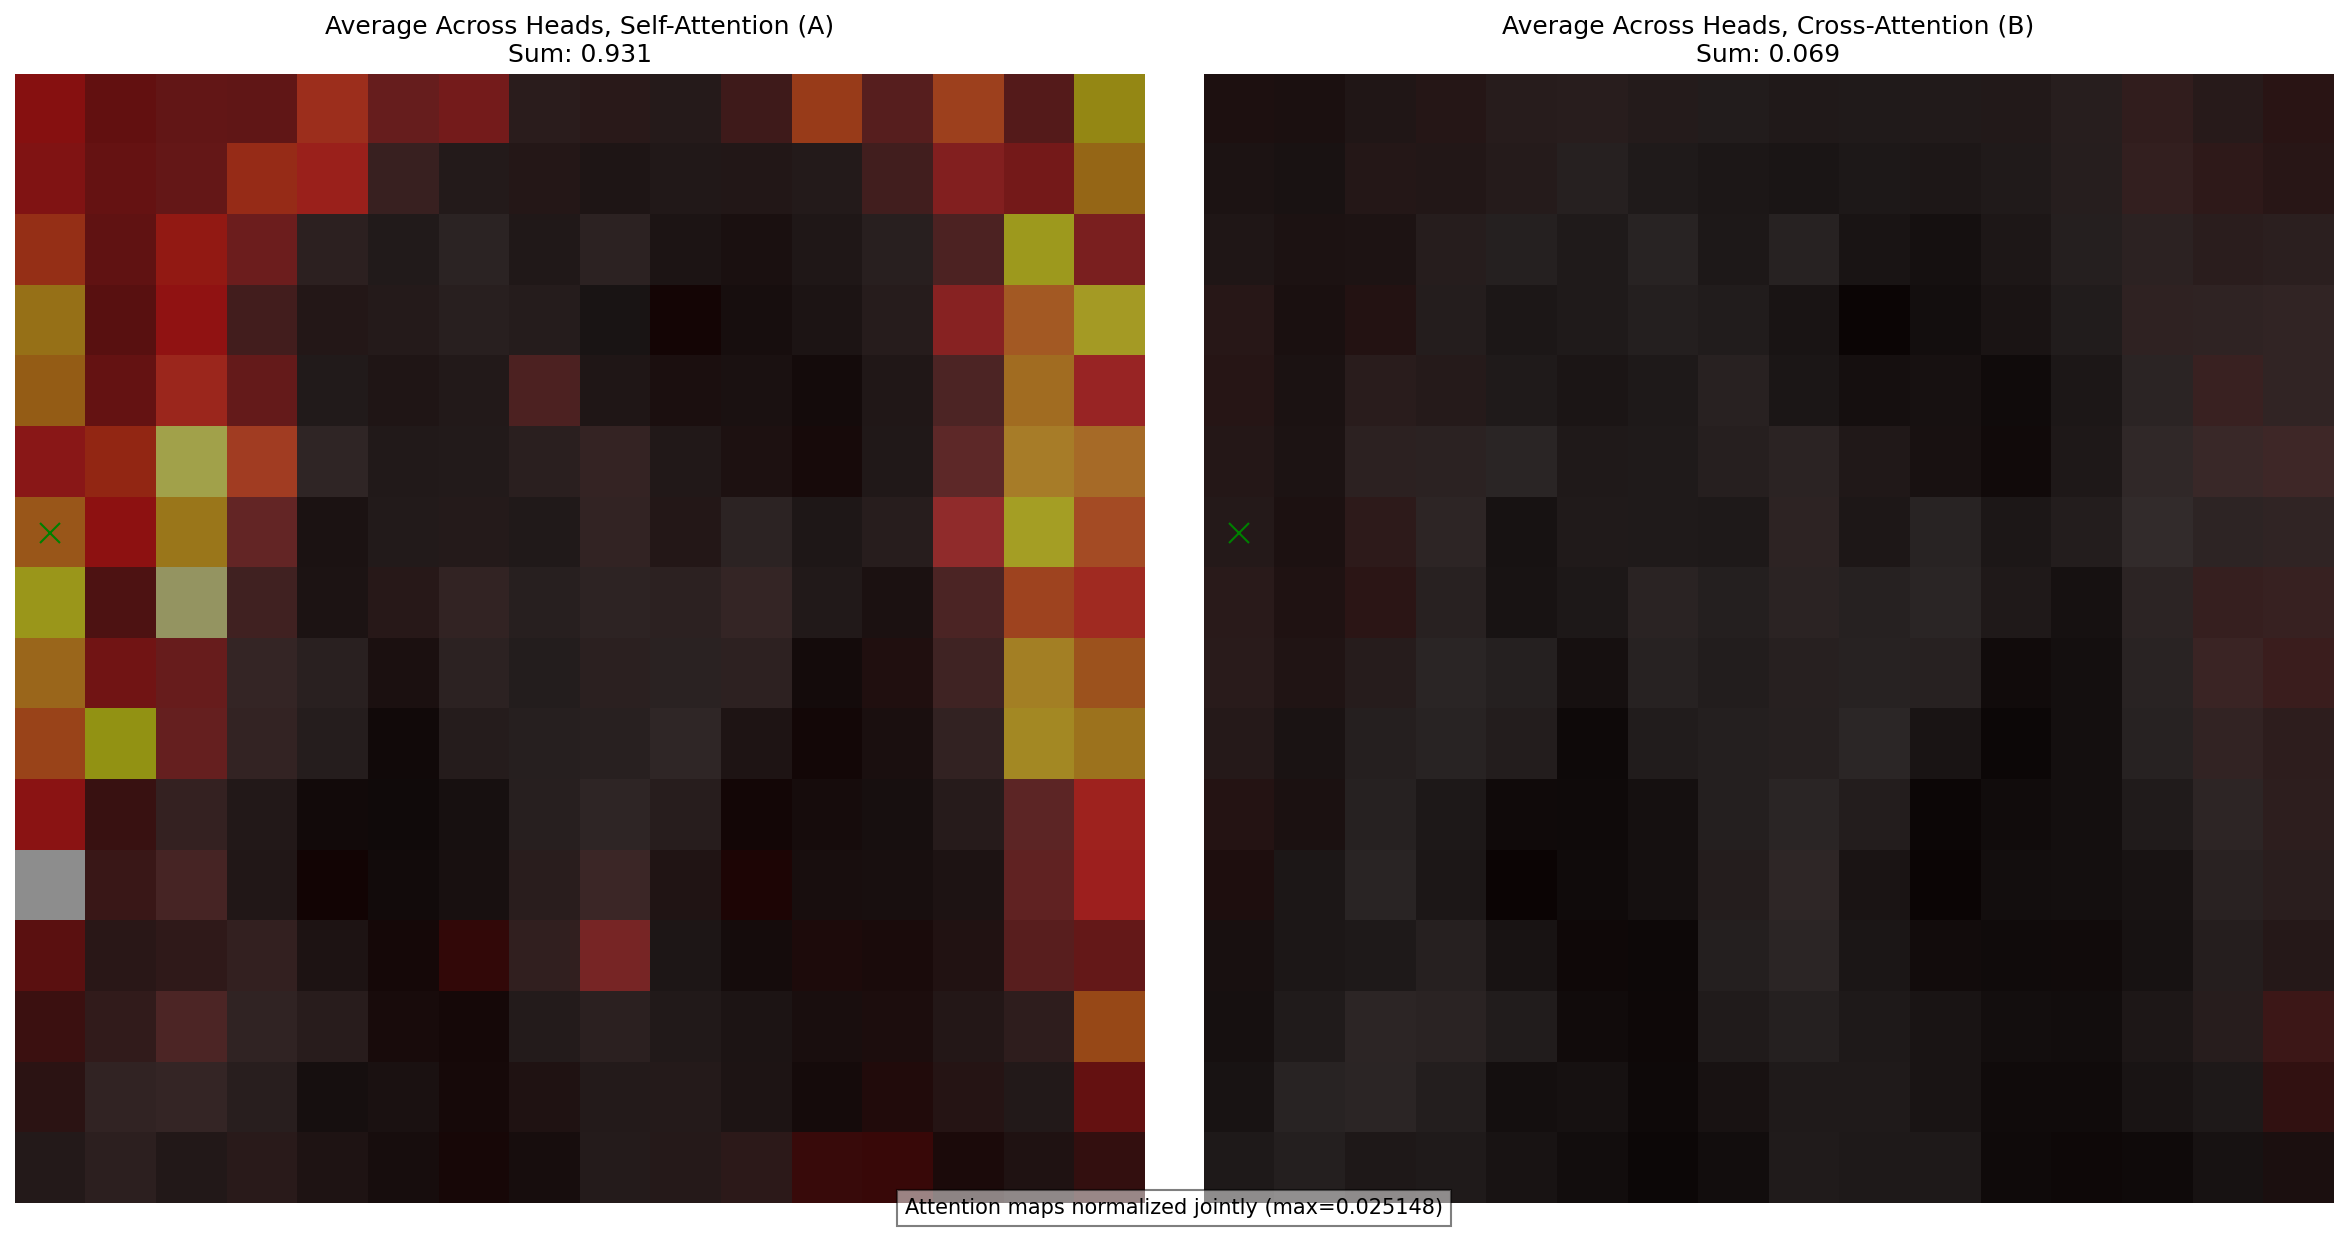 Average Across Heads, Self-Attention (A)
Sum: 0.931
Average Across Heads, Cross-Attention (B)
Sum: 0.069
Attention maps normalized jointly (max=0.025148)